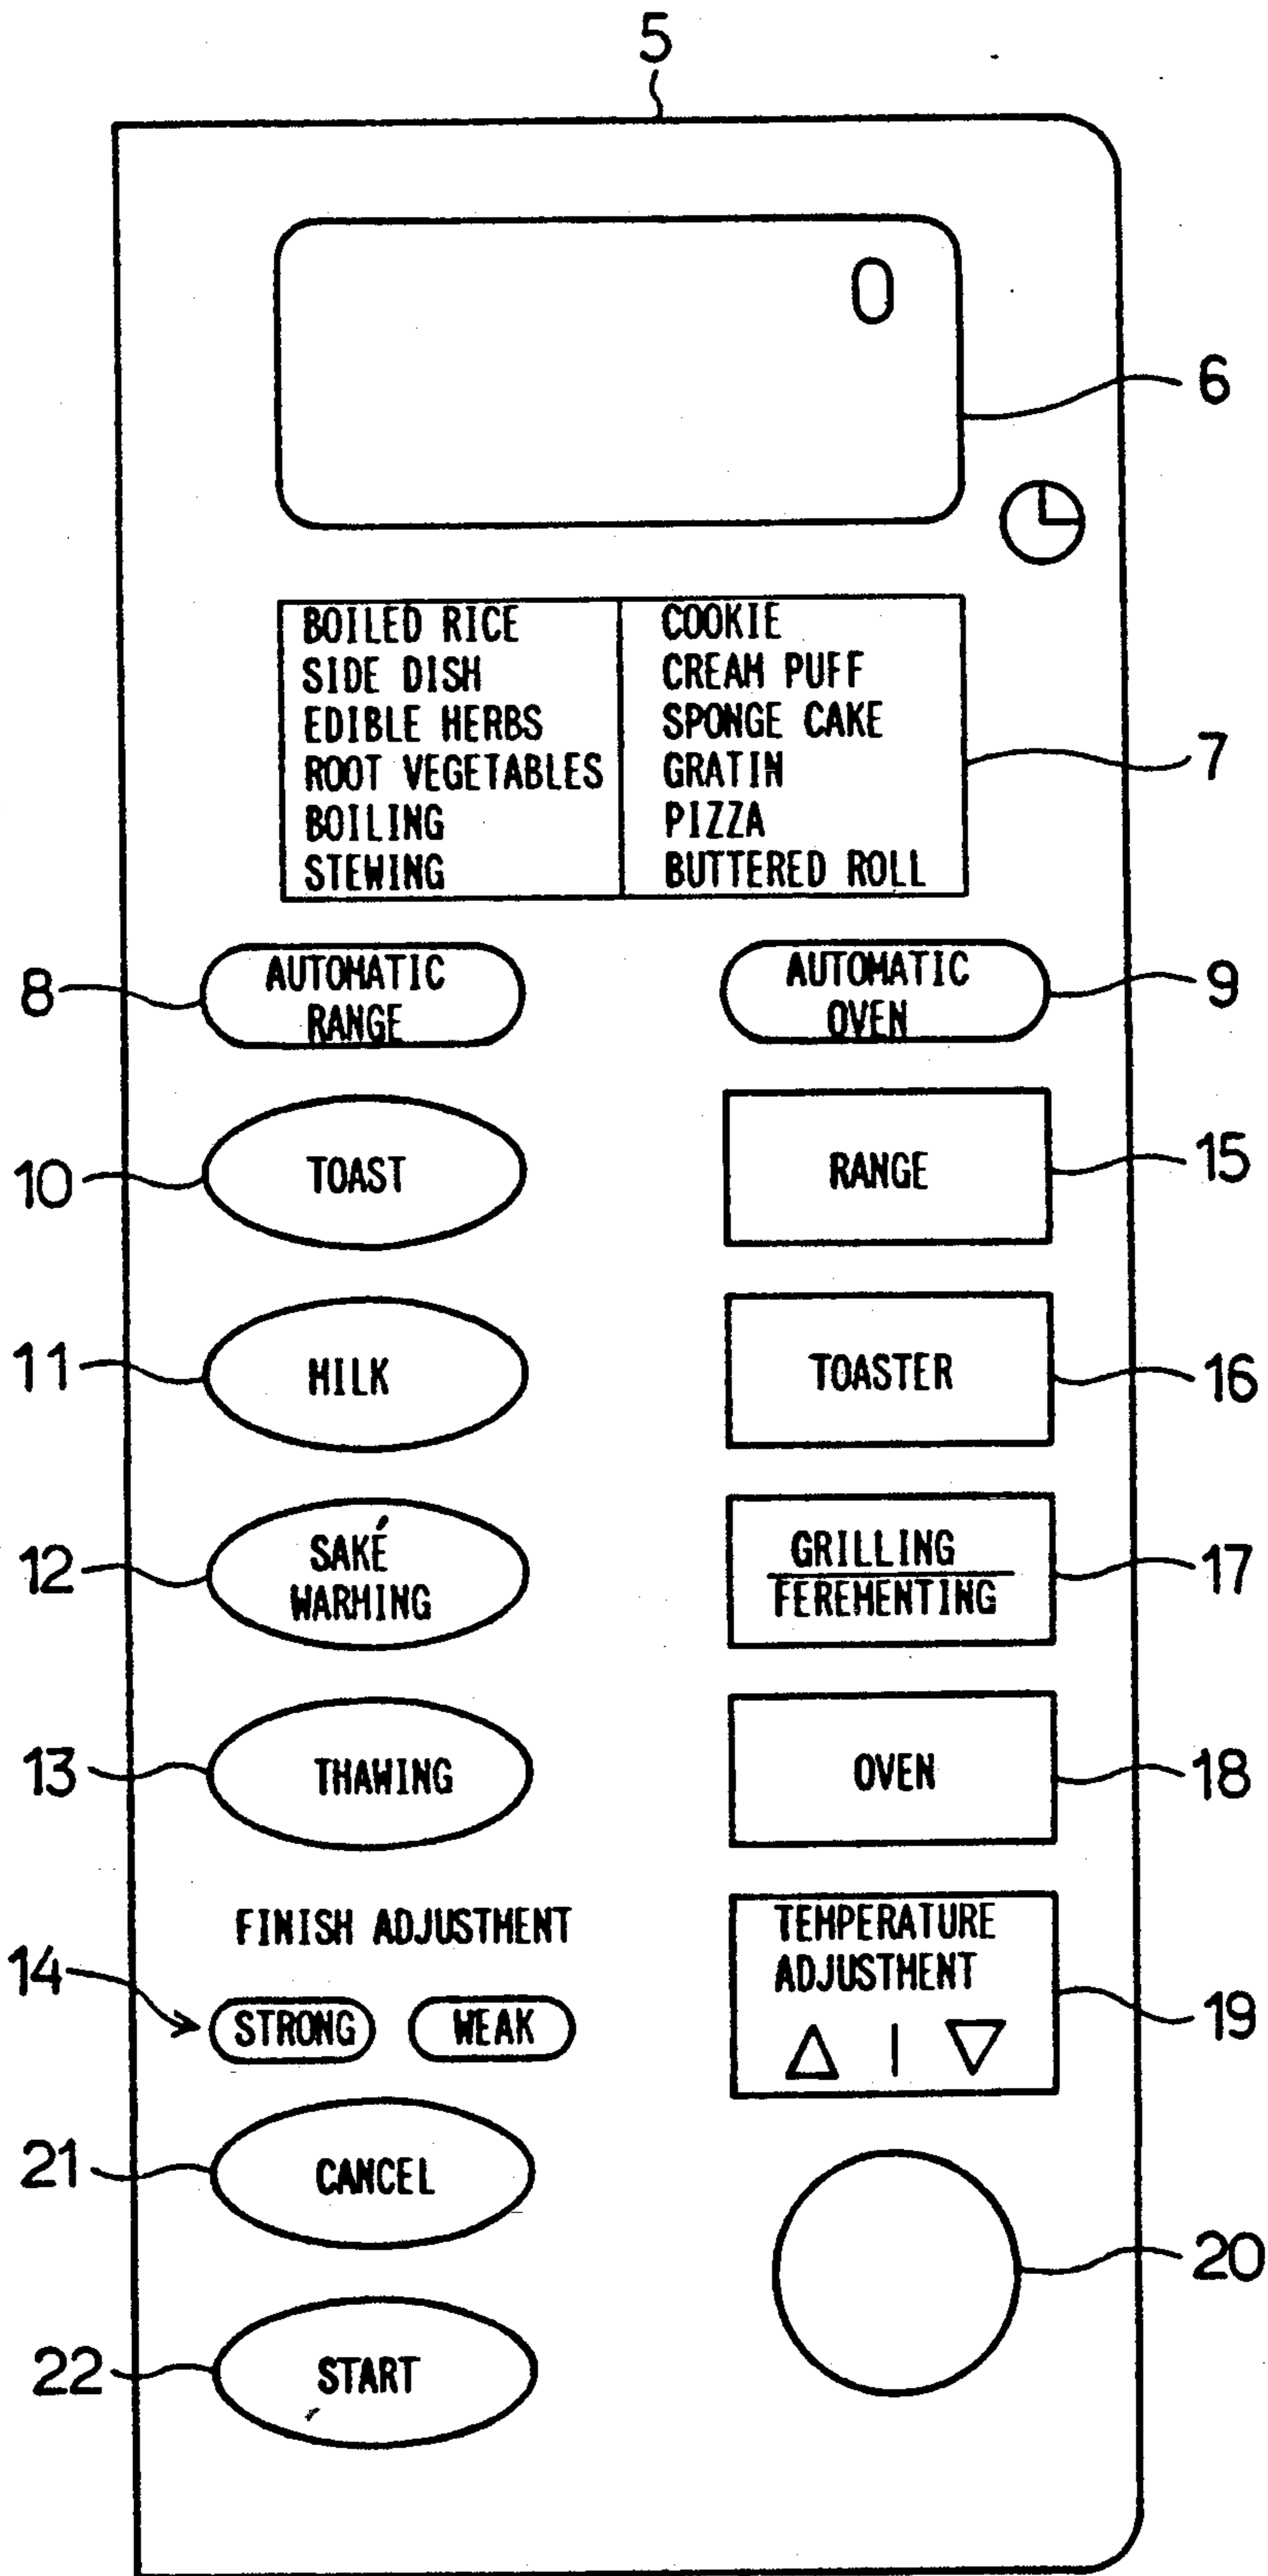 5
0
6
BOILED RICE
SIDE DISH
EDIBLE HERBS
ROOT VEGETABLES
BOILING
STEWING
COOKIE
CREAM PUFF
SPONGE CAKE
GRATIN
PIZZA
BUTTERED ROLL
7
8
AUTOMATIC
RANGE
AUTOMATIC
OVEN
9
10
TOAST
RANGE
15
11
MILK
TOASTER
16
12
SAKÉ
WARMING
GRILLING
FEREMENTING
17
13
THAWING
OVEN
18
FINISH ADJUSTMENT
14
STRONG
WEAK
TEMPERATURE
ADJUSTMENT
△ | ▽
19
21
CANCEL
20
22
START